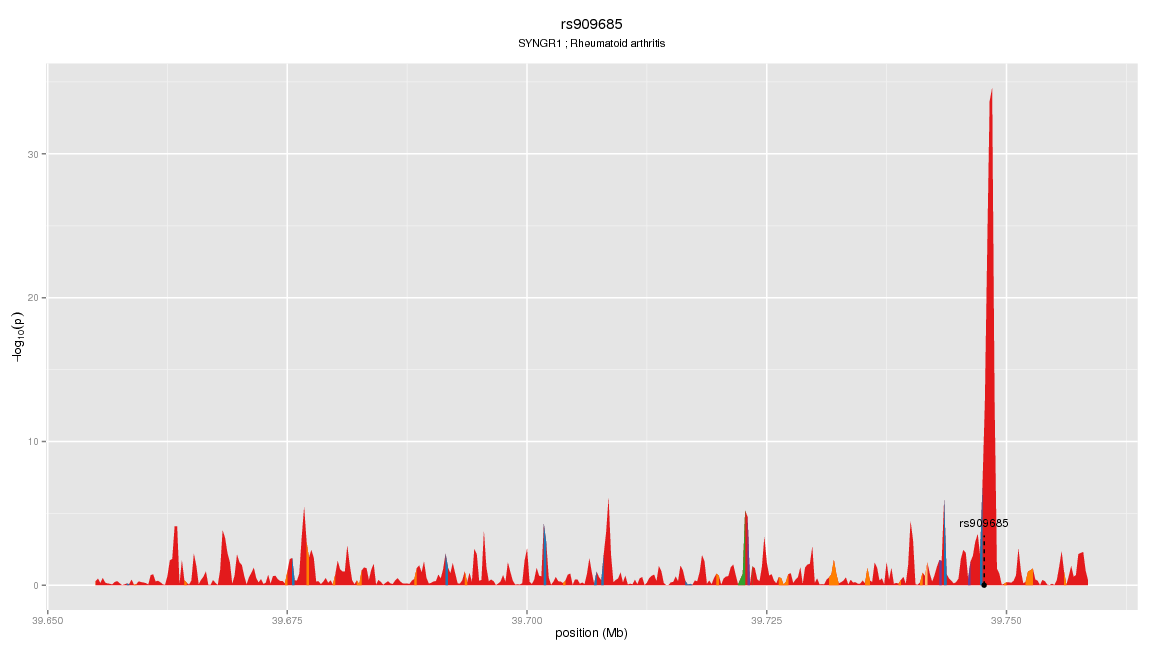 rs909685
SYNGR1 ; Rheumatoid arthritis
30
20
10
0
−log10(p)
rs909685
39.650
39.675
39.700
39.725
39.750
position (Mb)